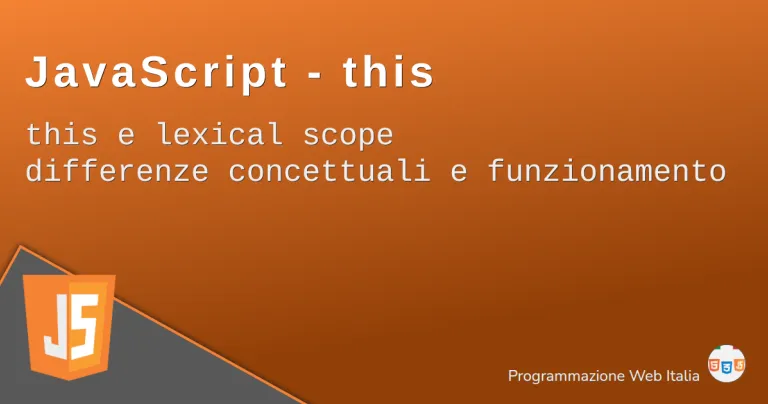 JavaScript - this
this e lexical scope
differenze concettuali e funzionamento
JS
Programmazione Web Italia